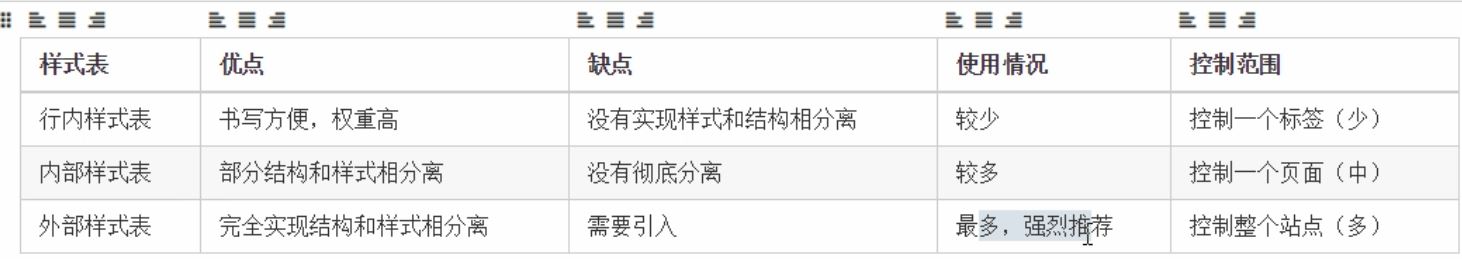 样式表 优点 缺点 使用情况 控制范围
行内样式表 书写方便，权重高 没有实现样式和结构相分离 较少 控制一个标签（少）
内部样式表 部分结构和样式相分离 没有彻底分离 较多 控制一个页面（中）
外部样式表 完全实现结构和样式相分离 需要引入 最多，强烈推荐 控制整个站点（多）